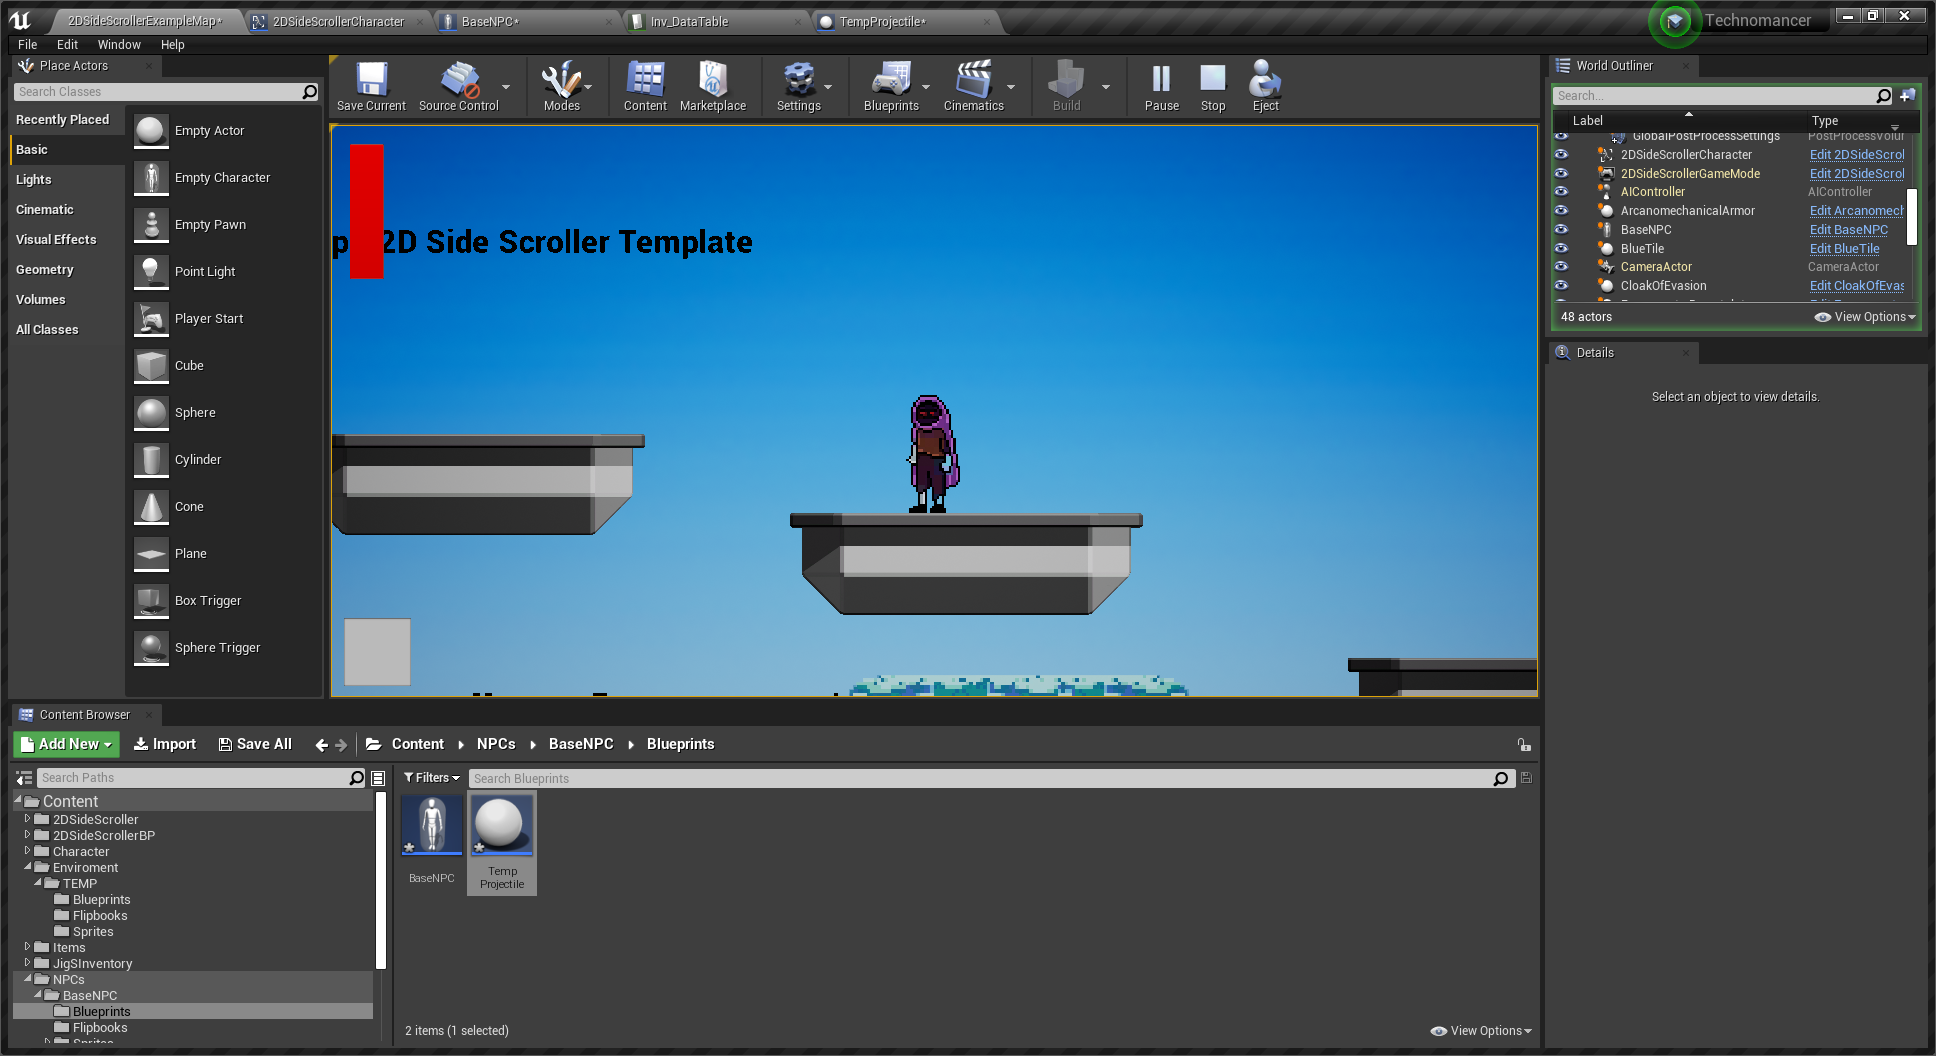 2DSideScrollerExampleMap*
2DSideScrollerCharacter
BaseNPC*
Inv_DataTable
TempProjectile*
Technomancer
File Edit Window Help
Place Actors
Search Classes
Recently Placed
Basic
Lights
Cinematic
Visual Effects
Geometry
Volumes
All Classes
Empty Actor
Empty Character
Empty Pawn
Point Light
Player Start
Cube
Sphere
Cylinder
Cone
Plane
Box Trigger
Sphere Trigger
Save Current
Source Control
Modes
Content
Marketplace
Settings
Blueprints
Cinematics
Build
Pause
Stop
Eject
2D Side Scroller Template
World Outliner
Search...
Label Type
GlobalPostProcessSettings PostProcessVolur
2DSideScrollerCharacter Edit 2DSideScrol
2DSideScrollerGameMode Edit 2DSideScrol
AIController AIController
ArcanomechanicalArmor Edit Arcanomech
BaseNPC Edit BaseNPC
BlueTile Edit BlueTile
CameraActor CameraActor
CloakOfEvasion Edit CloakOfEvas
48 actors
View Options
Details
Select an object to view details.
Content Browser
Add New Import Save All Content NPCs BaseNPC Blueprints
Search Paths
Filters
Search Blueprints
Content
2DSideScroller
2DSideScrollerBP
Character
Enviroment
TEMP
Blueprints
Flipbooks
Sprites
Items
JigSInventory
NPCs
BaseNPC
Blueprints
Flipbooks
Sprites
BaseNPC
Temp
Projectile
2 items (1 selected)
View Options